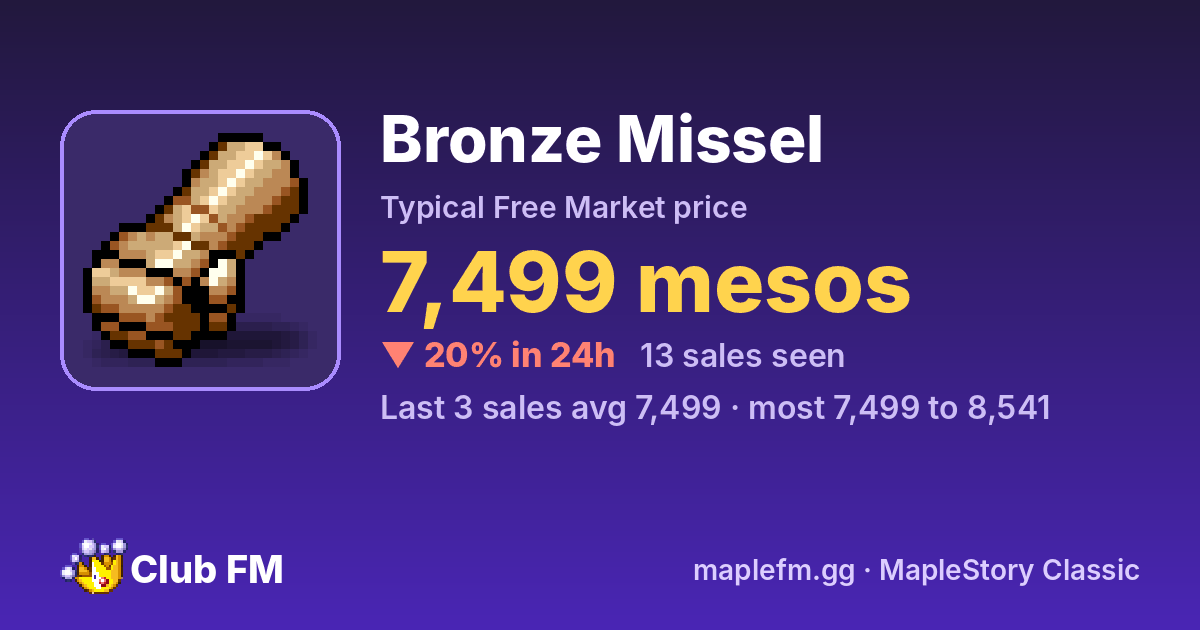 Bronze Missel
Typical Free Market price
7,499 mesos
▼ 20% in 24h 13 sales seen
Last 3 sales avg 7,499 · most 7,499 to 8,541
Club FM
maplefm.gg · MapleStory Classic